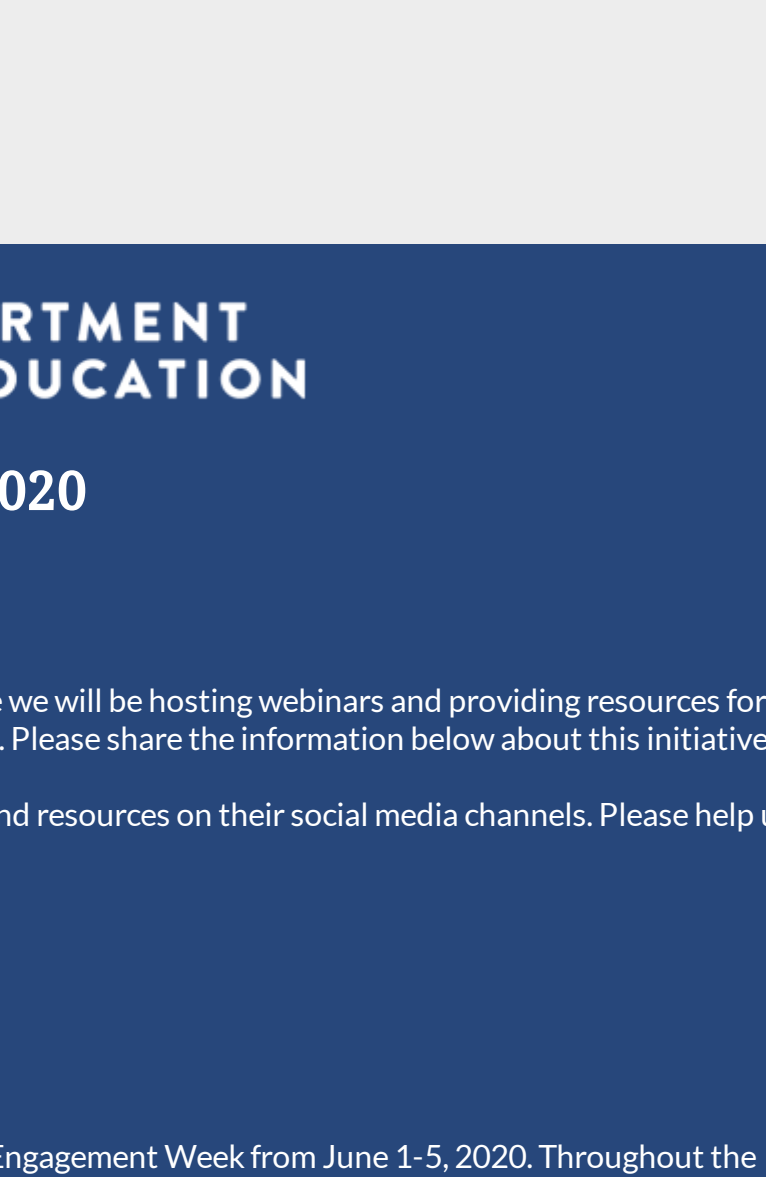 RTMENT
DUCATION
020
we will be hosting webinars and providing resources for
. Please share the information below about this initiative
nd resources on their social media channels. Please help
Engagement Week from June 1-5, 2020. Throughout the